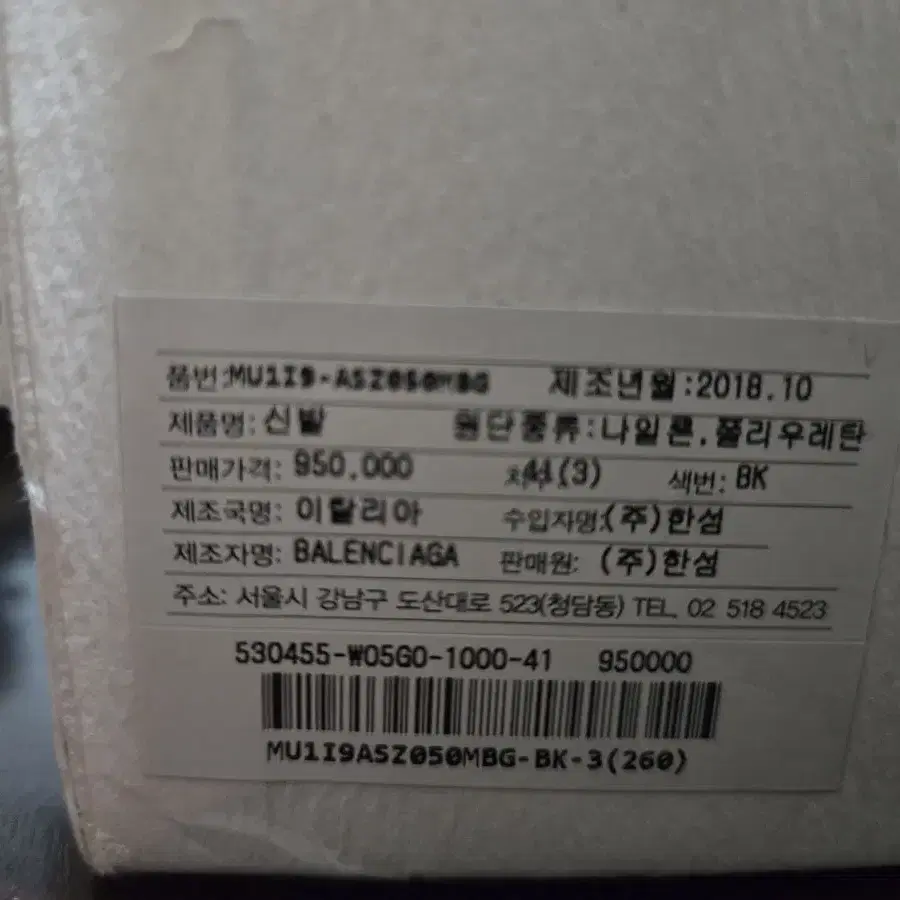 품번:MU1I9-ASZ050MBG 제조년월:2018.10
제품명: 신발 원단종류:나일론,폴리우레탄
판매가격: 950,000 (3) 색번: BK
제조국명: 이탈리아 수입자명:(주)한섬
제조자명: BALENCIAGA 판매원: (주)한섬
주소: 서울시 강남구 도산대로 523(청담동) TEL. 02 518 4523
530455-W05G0-1000-41 950000
MU1I9ASZ050MBG-BK-3(260)